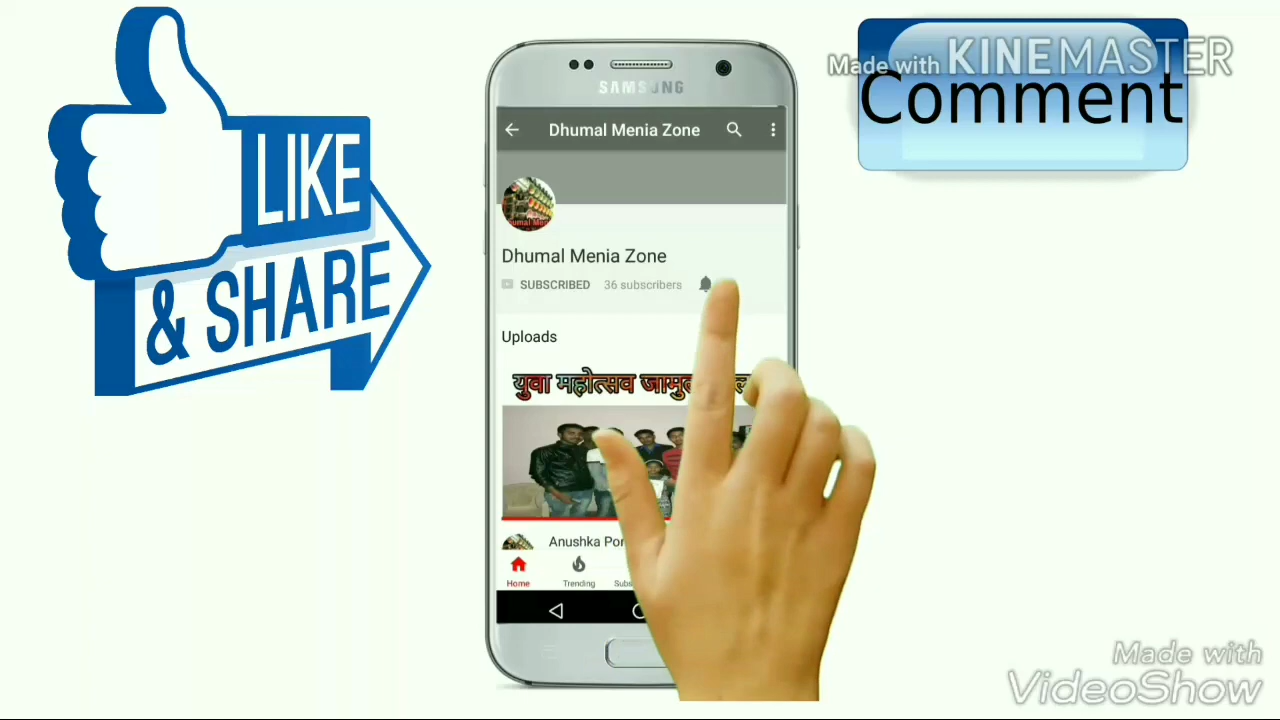 LIKE
& SHARE
SAMSUNG
Dhumal Menia Zone
Dhumal Menia Zone
SUBSCRIBED 36 subscribers
Uploads
युवा महोत्सव
Anushka
Home
Trending
Made with KINEMASTER
Comment
Made with
VideoShow